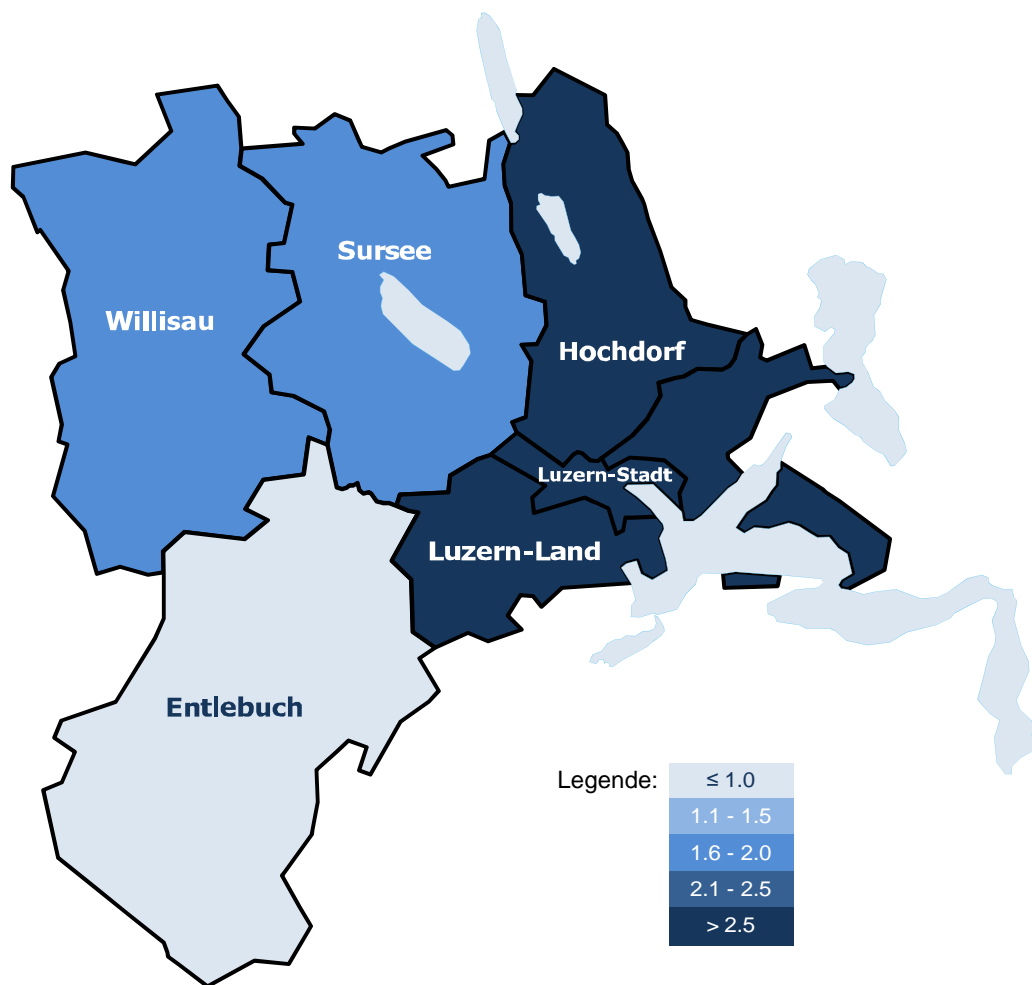 Sursee
Willisau
Hochdorf
Luzern-Stadt
Luzern-Land
Entlebuch
Legende:
≤ 1.0
1.1 - 1.5
1.6 - 2.0
2.1 - 2.5
> 2.5